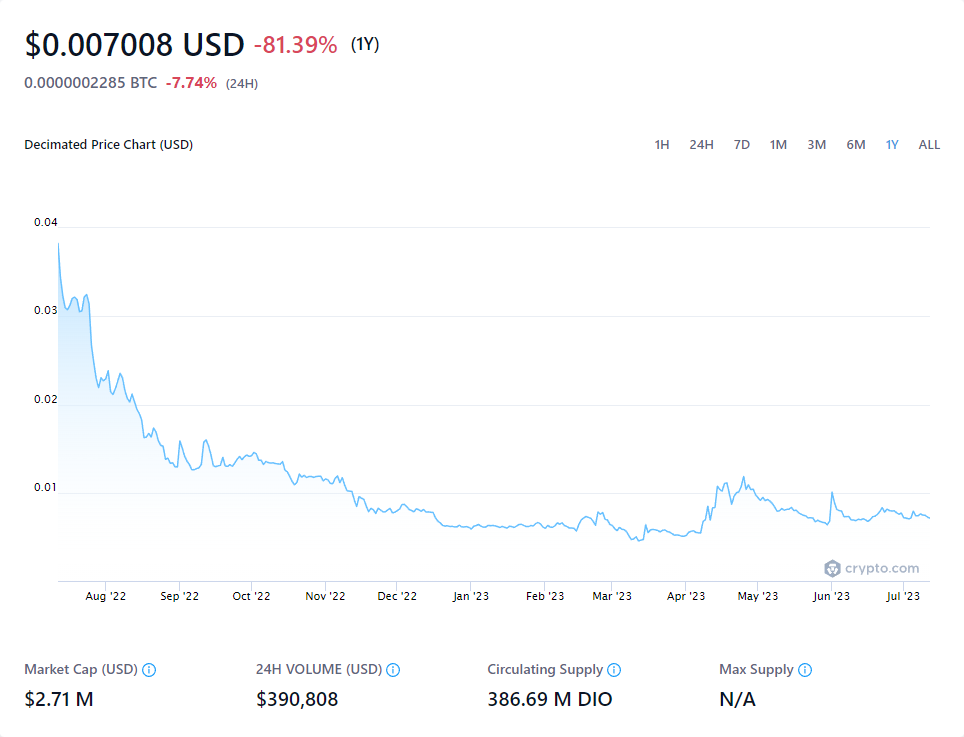 $0.007008 USD -81.39% (1Y)
0.0000002285 BTC -7.74% (24H)
Decimated Price Chart (USD) 1H 24H 7D 1M 3M 6M 1Y ALL
0.04
0.03
0.02
0.01
crypto.com
Aug '22 Sep '22 Oct '22 Nov '22 Dec '22 Jan '23 Feb '23 Mar '23 Apr '23 May '23 Jun '23 Jul '23
Market Cap (USD) 24H VOLUME (USD) Circulating Supply Max Supply
$2.71 M $390,808 386.69 M DIO N/A